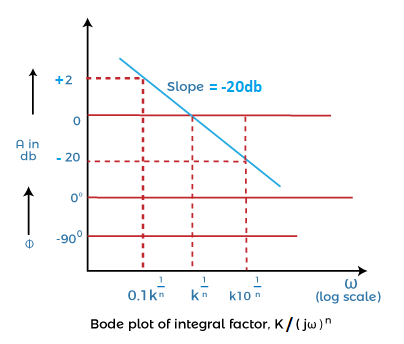 +2
Slope = -20db
0
A in
db
- 20
0°
Φ
-90⁰
0.1k^1/n
k^1/n
k10^1/n
ω
(log scale)
Bode plot of integral factor, K/(jω)ⁿ